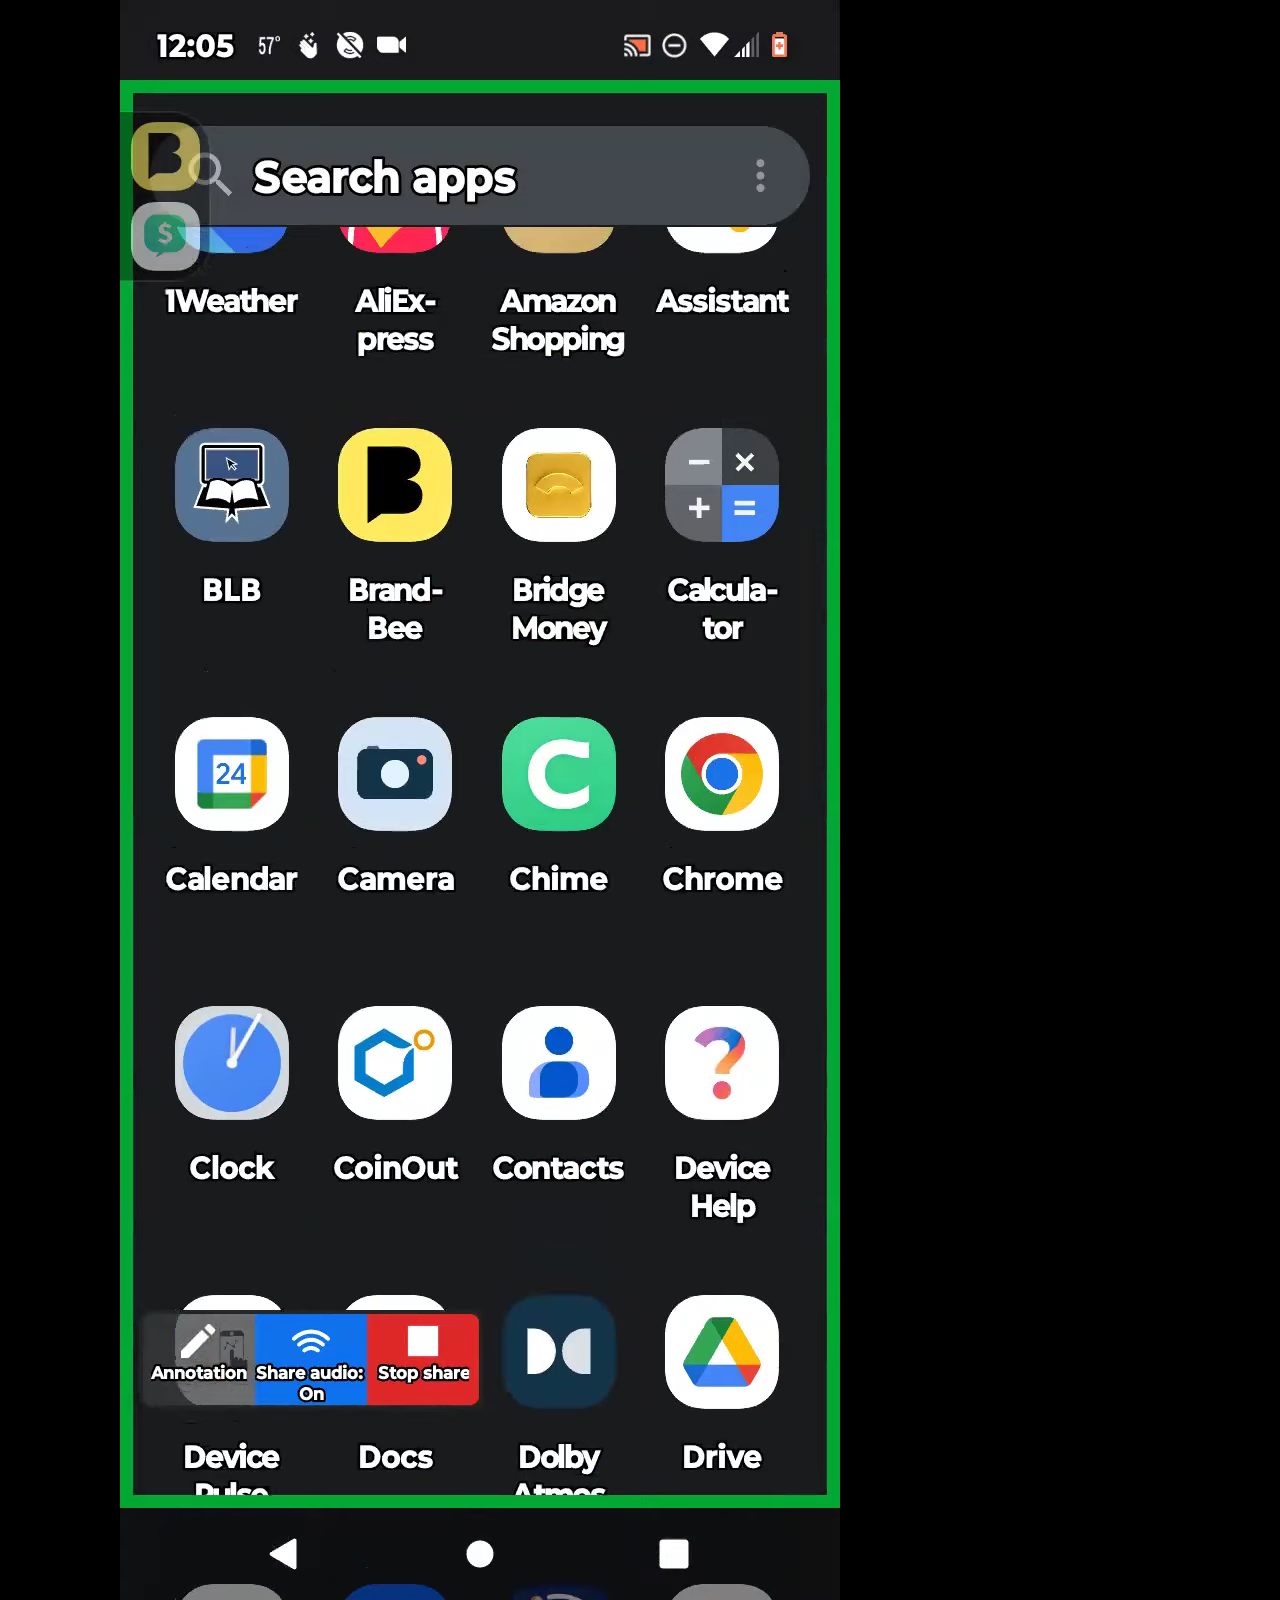 12:05 57°
Search apps
1Weather AliEx- Amazon Assistant
press Shopping
BLB Brand- Bridge Calcula-
Bee Money tor
24
Calendar Camera Chime Chrome
Clock CoinOut Contacts Device
Help
Annotation Share audio: Stop share
On
Device Docs Dolby Drive
Pulse Atmos